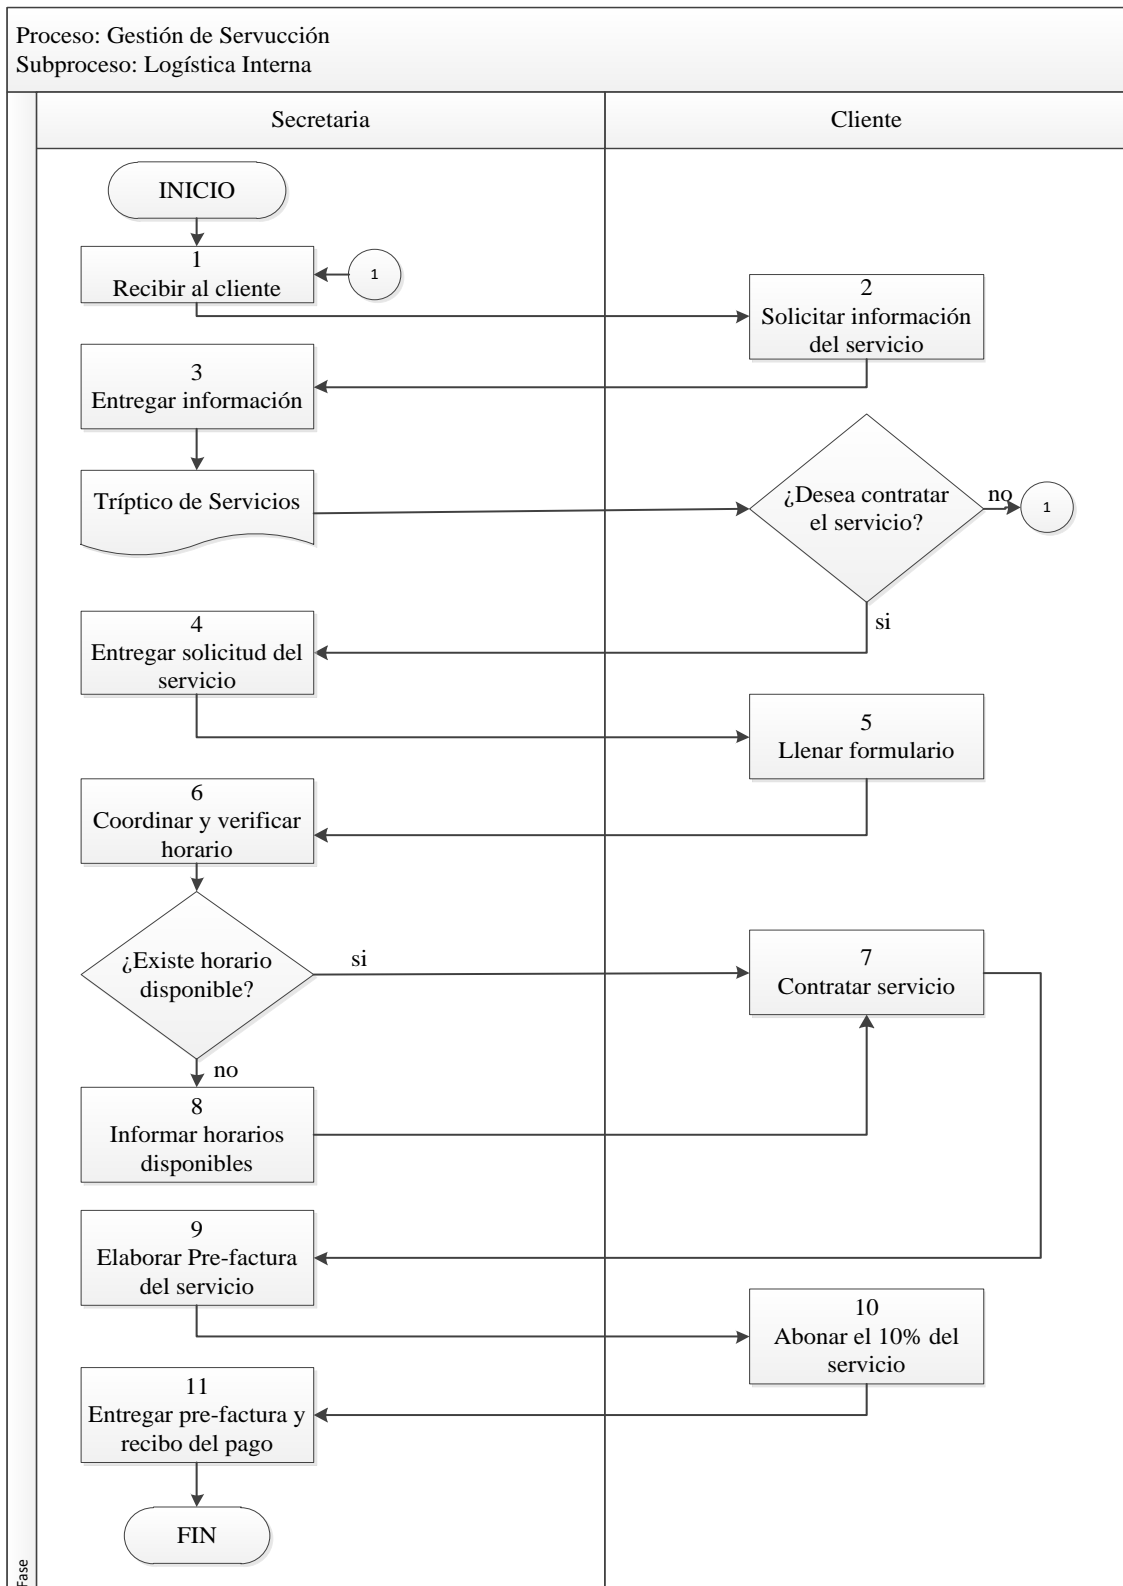 Proceso: Gestión de Servucción
Subproceso: Logística Interna
Secretaria
Cliente
INICIO
1
Recibir al cliente
1
2
Solicitar información
del servicio
3
Entregar información
Tríptico de Servicios
¿Desea contratar
el servicio?
no
1
si
4
Entregar solicitud del
servicio
5
Llenar formulario
6
Coordinar y verificar
horario
¿Existe horario
disponible?
si
7
Contratar servicio
no
8
Informar horarios
disponibles
9
Elaborar Pre-factura
del servicio
10
Abonar el 10% del
servicio
11
Entregar pre-factura y
recibo del pago
FIN
Fase